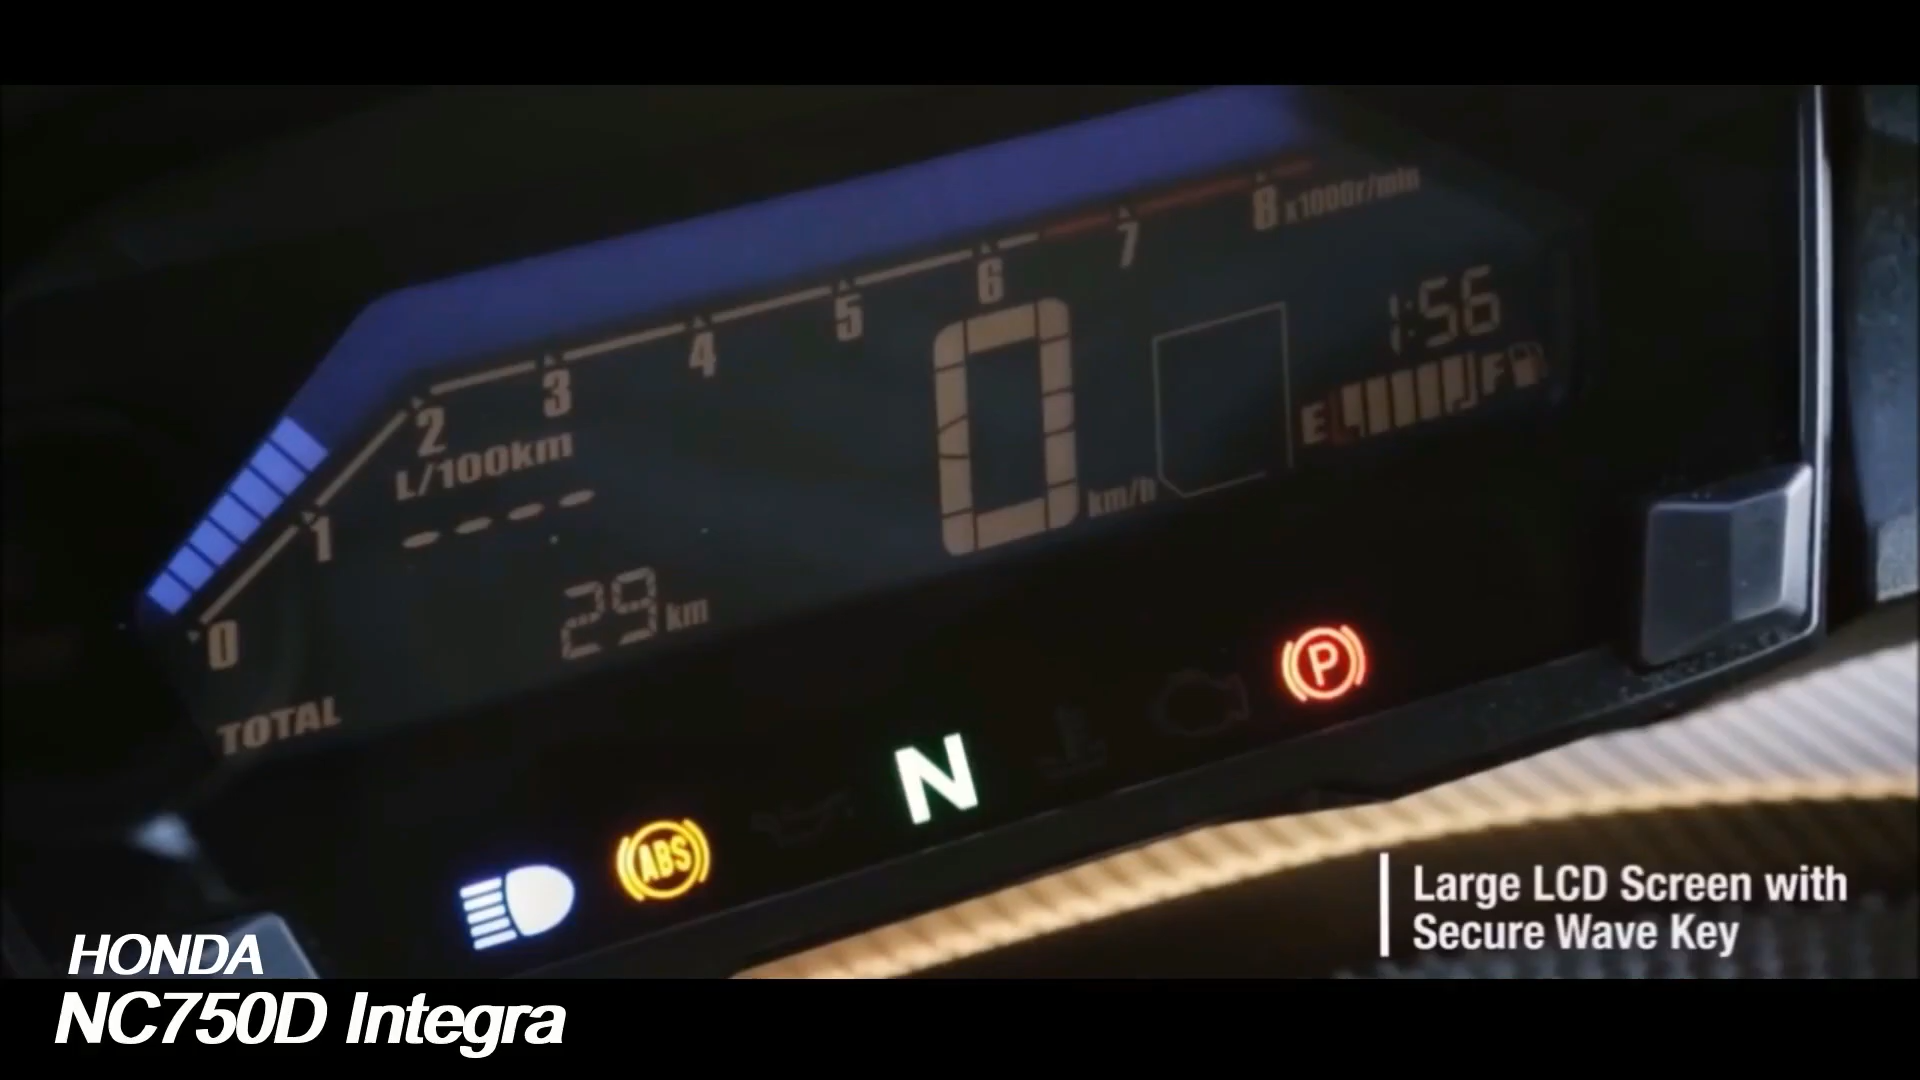 8 x1000r/min
7
6
5
4
3
2
1
0
1:56
E F
L/100km
- - - -
0 km/h
29 km
TOTAL
P
N
ABS
Large LCD Screen with
Secure Wave Key
HONDA
NC750D Integra